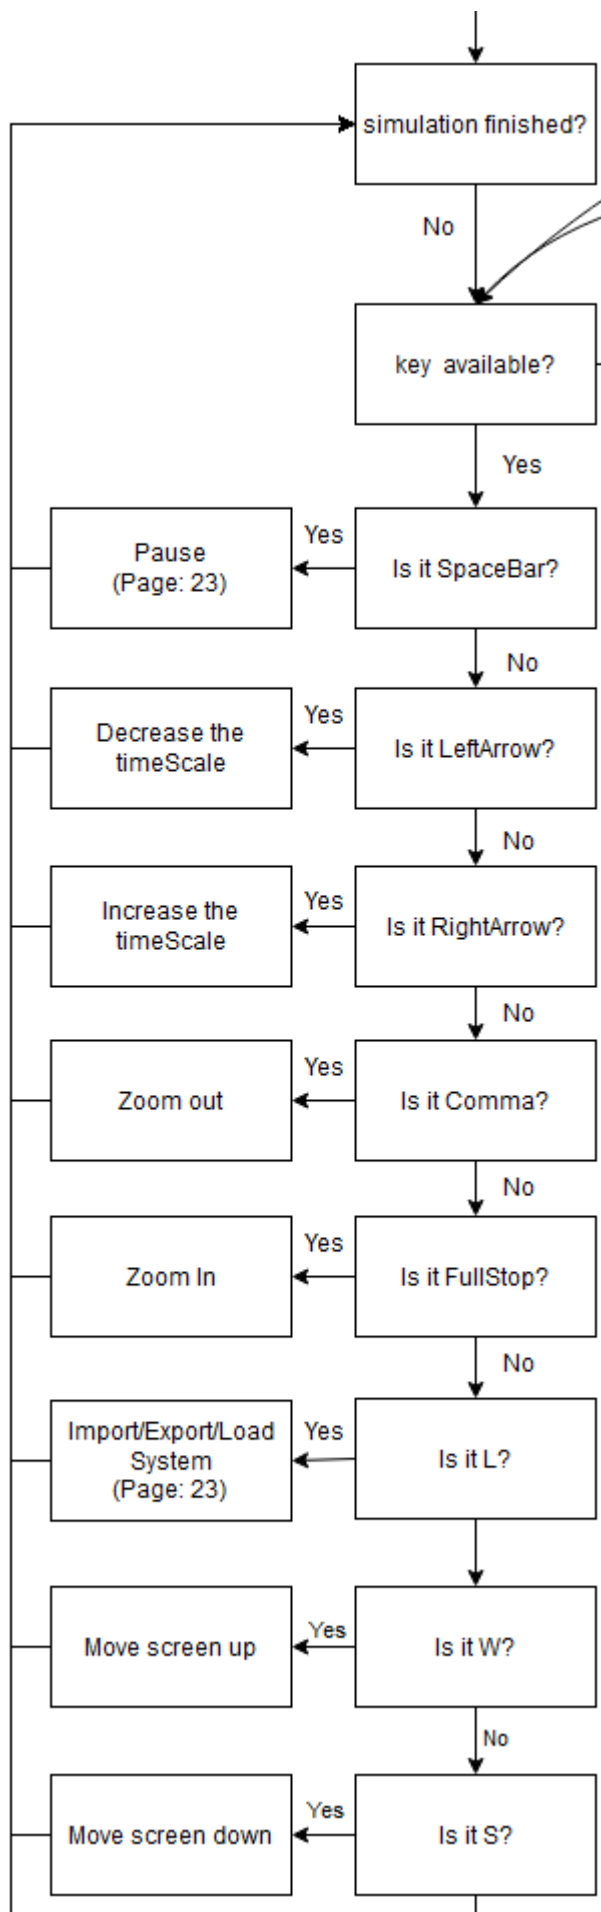 simulation finished?
No
key available?
Yes
Pause
(Page: 23)
Yes
Is it SpaceBar?
No
Decrease the
timeScale
Yes
Is it LeftArrow?
No
Increase the
timeScale
Yes
Is it RightArrow?
No
Zoom out
Yes
Is it Comma?
No
Zoom In
Yes
Is it FullStop?
No
Import/Export/Load
System
(Page: 23)
Yes
Is it L?
Move screen up
Yes
Is it W?
No
Move screen down
Yes
Is it S?